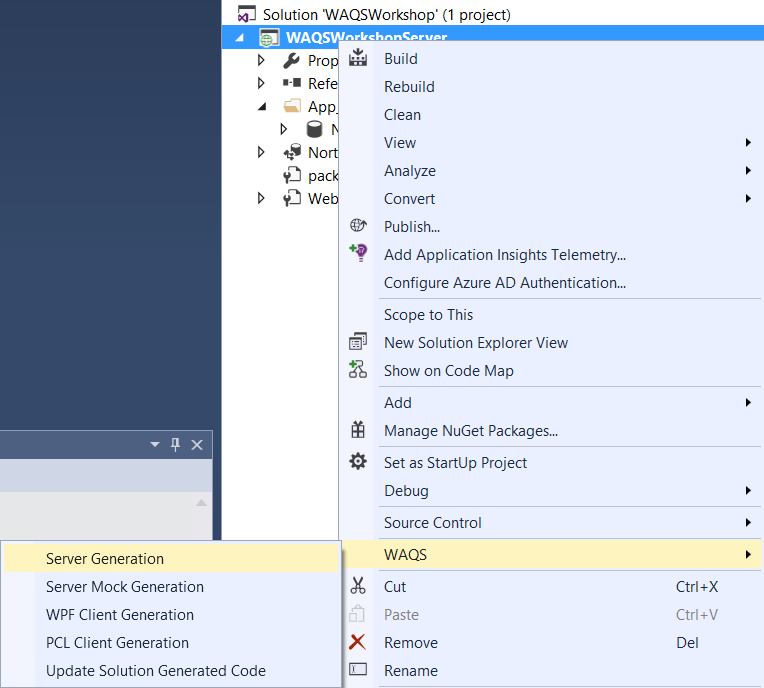 Solution 'WAQSWorkshop' (1 project)
WAQSWorkshopServer
Prop
Refe
App_
Nort
pack
Web
Build
Rebuild
Clean
View
Analyze
Convert
Publish...
Add Application Insights Telemetry...
Configure Azure AD Authentication...
Scope to This
New Solution Explorer View
Show on Code Map
Add
Manage NuGet Packages...
Set as StartUp Project
Debug
Source Control
WAQS
Cut Ctrl+X
Paste Ctrl+V
Remove Del
Rename
Server Generation
Server Mock Generation
WPF Client Generation
PCL Client Generation
Update Solution Generated Code